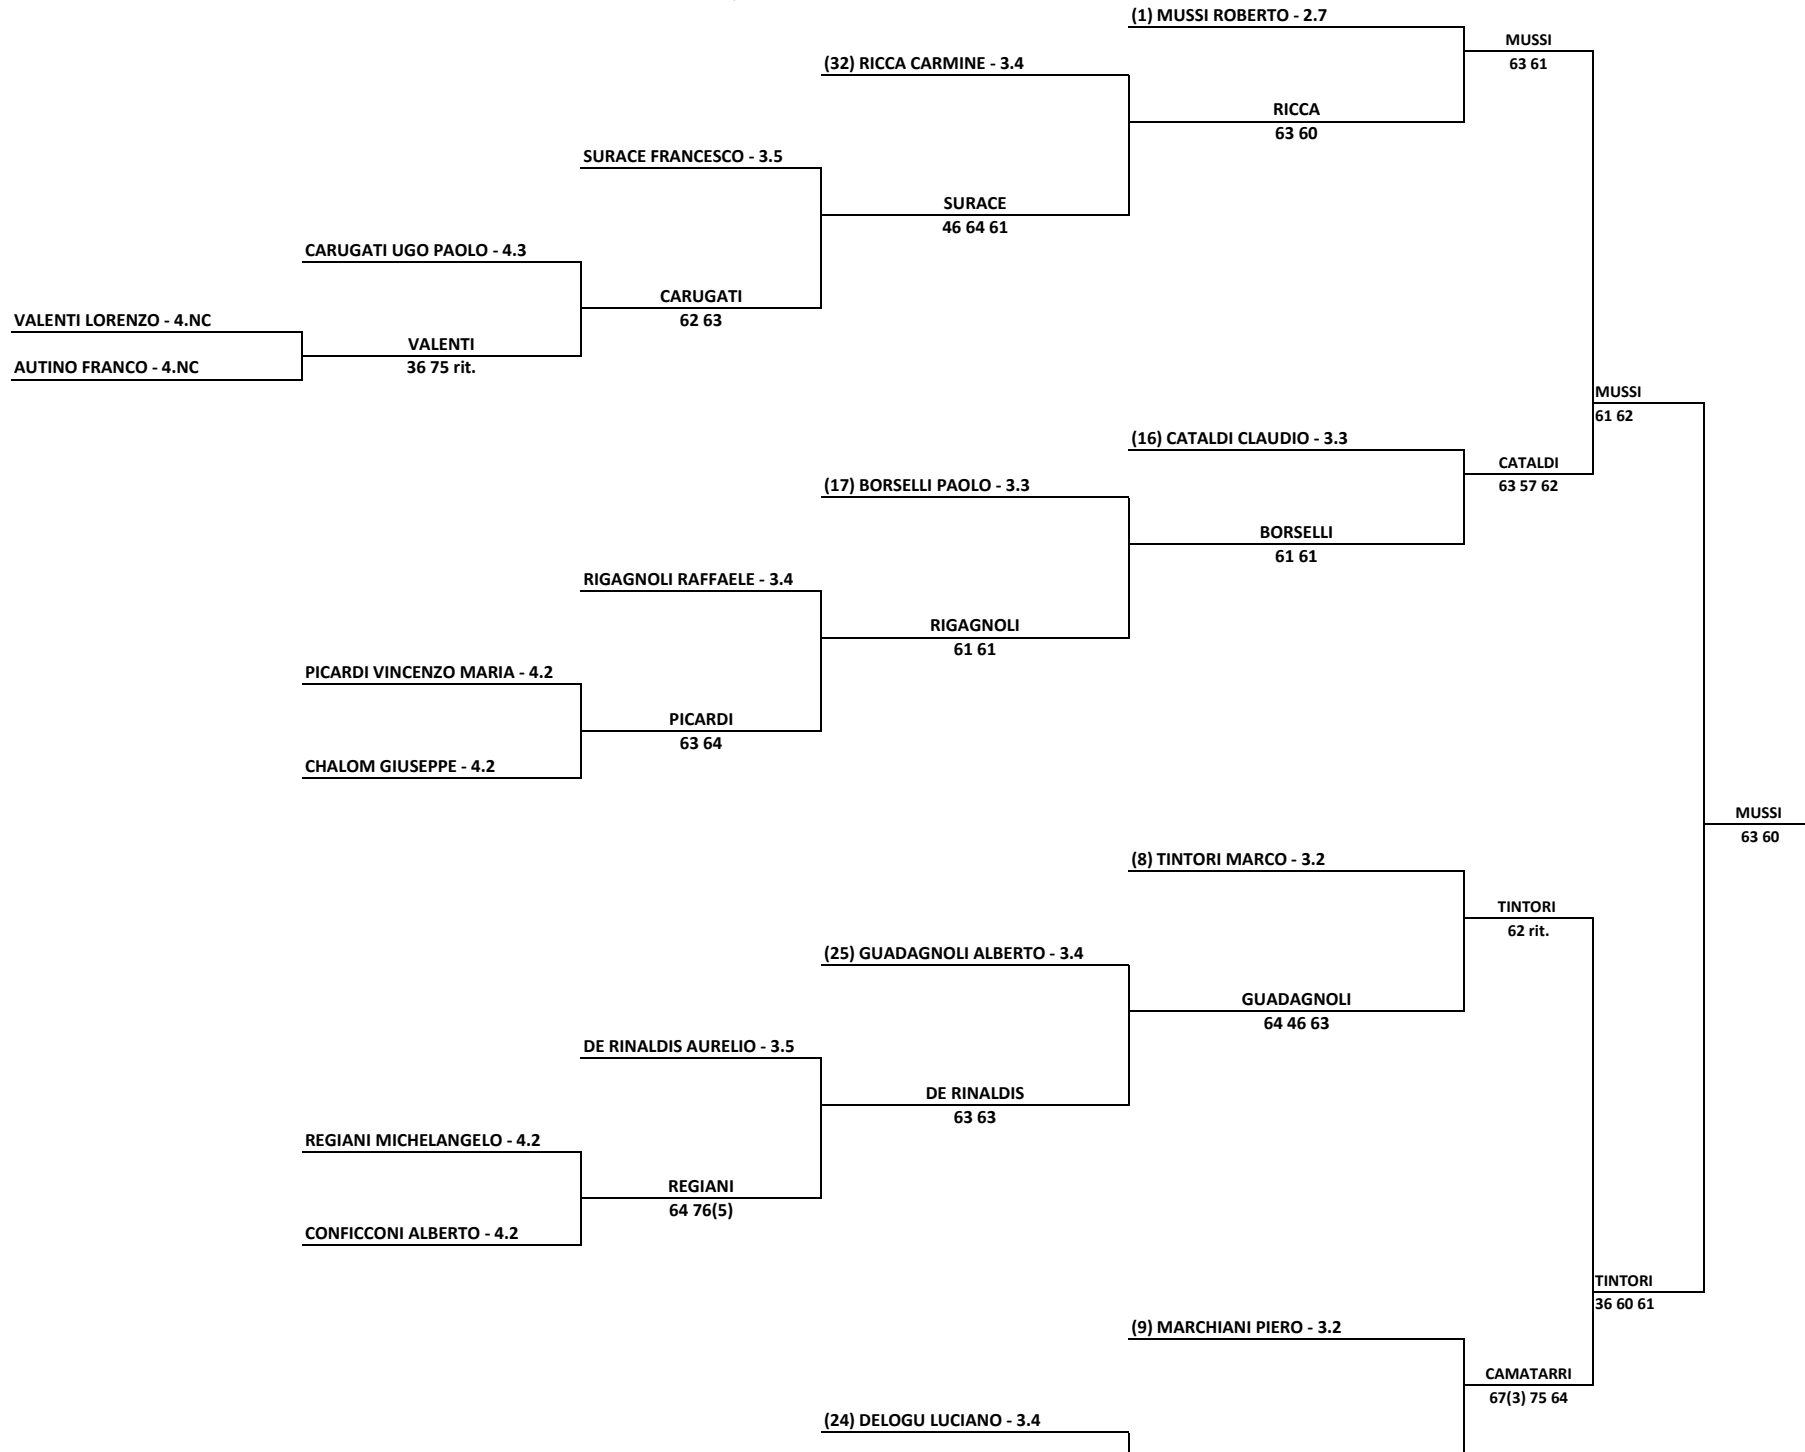 (1) MUSSI ROBERTO - 2.7
MUSSI
63 61
(32) RICCA CARMINE - 3.4
RICCA
63 60
SURACE FRANCESCO - 3.5
SURACE
46 64 61
CARUGATI UGO PAOLO - 4.3
CARUGATI
62 63
VALENTI LORENZO - 4.NC
VALENTI
36 75 rit.
AUTINO FRANCO - 4.NC
MUSSI
61 62
(16) CATALDI CLAUDIO - 3.3
CATALDI
63 57 62
(17) BORSELLI PAOLO - 3.3
BORSELLI
61 61
RIGAGNOLI RAFFAELE - 3.4
RIGAGNOLI
61 61
PICARDI VINCENZO MARIA - 4.2
PICARDI
63 64
CHALOM GIUSEPPE - 4.2
MUSSI
63 60
(8) TINTORI MARCO - 3.2
TINTORI
62 rit.
(25) GUADAGNOLI ALBERTO - 3.4
GUADAGNOLI
64 46 63
DE RINALDIS AURELIO - 3.5
DE RINALDIS
63 63
REGIANI MICHELANGELO - 4.2
REGIANI
64 76(5)
CONFICCONI ALBERTO - 4.2
TINTORI
36 60 61
(9) MARCHIANI PIERO - 3.2
CAMATARRI
67(3) 75 64
(24) DELOGU LUCIANO - 3.4